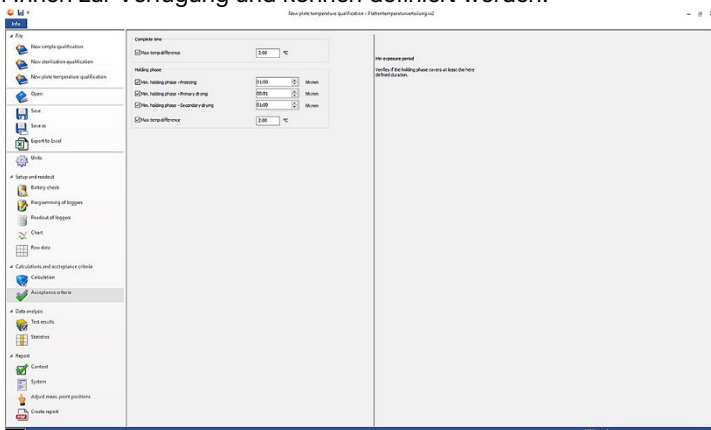 Ihnen zur Verfügung und können definiert werden.
New plate temperature qualification - Plattentemperaturverteilung.vi2
Info
File
New simple qualification
New sterilization qualification
New plate temperature qualification
Open
Save
Save as
Export to Excel
Units
Setup and readout
Battery check
Programming of loggers
Readout of loggers
Chart
Raw data
Calculations and acceptance criteria
Calculation
Acceptance criteria
Data analysis
Test results
Statistics
Report
Context
System
Adjust meas. point positions
Create report
Complete time
Max temp difference 2.00 °C
Holding phase
Min. holding phase - Freezing 01:00 hh:mm
Min. holding phase - Primary drying 00:01 hh:mm
Min. holding phase - Secondary drying 01:00 hh:mm
Max temp difference 2.00 °C
Min exposure period
Verifies if the holding phase covers at least the here
defined duration.